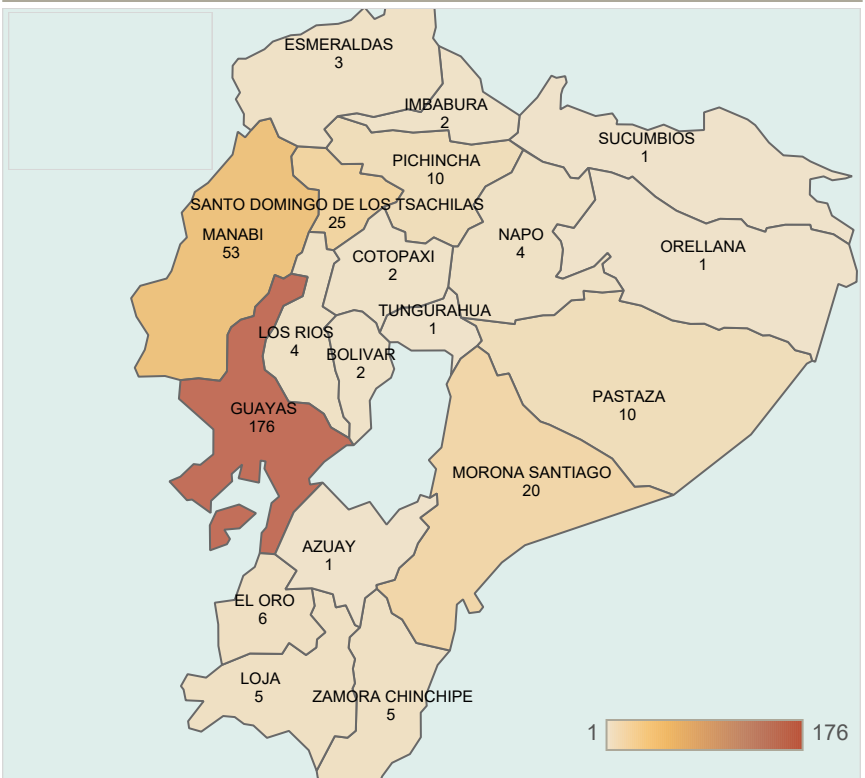 ESMERALDAS
3
IMBABURA
2
SUCUMBIOS
1
PICHINCHA
10
SANTO DOMINGO DE LOS TSACHILAS
25
MANABI
53
NAPO
4
ORELLANA
1
COTOPAXI
2
TUNGURAHUA
1
LOS RIOS
4
BOLIVAR
2
PASTAZA
10
GUAYAS
176
MORONA SANTIAGO
20
AZUAY
1
EL ORO
6
LOJA
5
ZAMORA CHINCHIPE
5
1 176